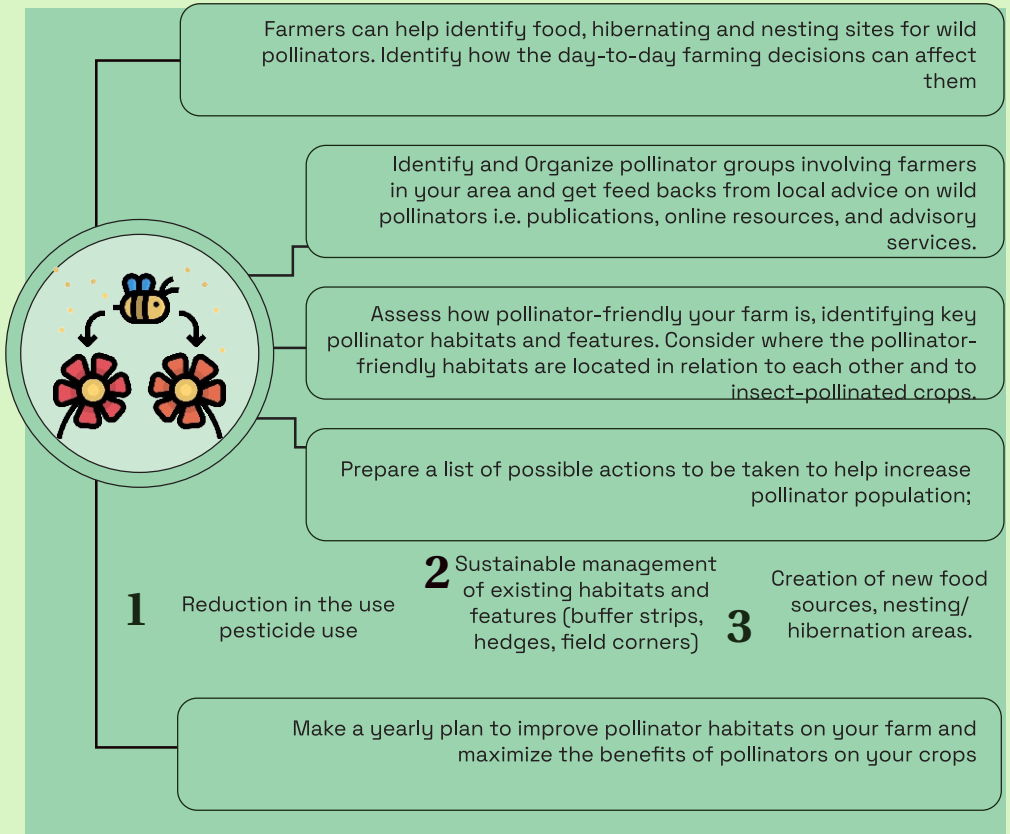 Farmers can help identify food, hibernating and nesting sites for wild
pollinators. Identify how the day-to-day farming decisions can affect
them
Identify and Organize pollinator groups involving farmers
in your area and get feed backs from local advice on wild
pollinators i.e. publications, online resources, and advisory
services.
Assess how pollinator-friendly your farm is, identifying key
pollinator habitats and features. Consider where the pollinator-
friendly habitats are located in relation to each other and to
insect-pollinated crops.
Prepare a list of possible actions to be taken to help increase
pollinator population;
1
Reduction in the use
pesticide use
2
Sustainable management
of existing habitats and
features (buffer strips,
hedges, field corners)
3
Creation of new food
sources, nesting/
hibernation areas.
Make a yearly plan to improve pollinator habitats on your farm and
maximize the benefits of pollinators on your crops